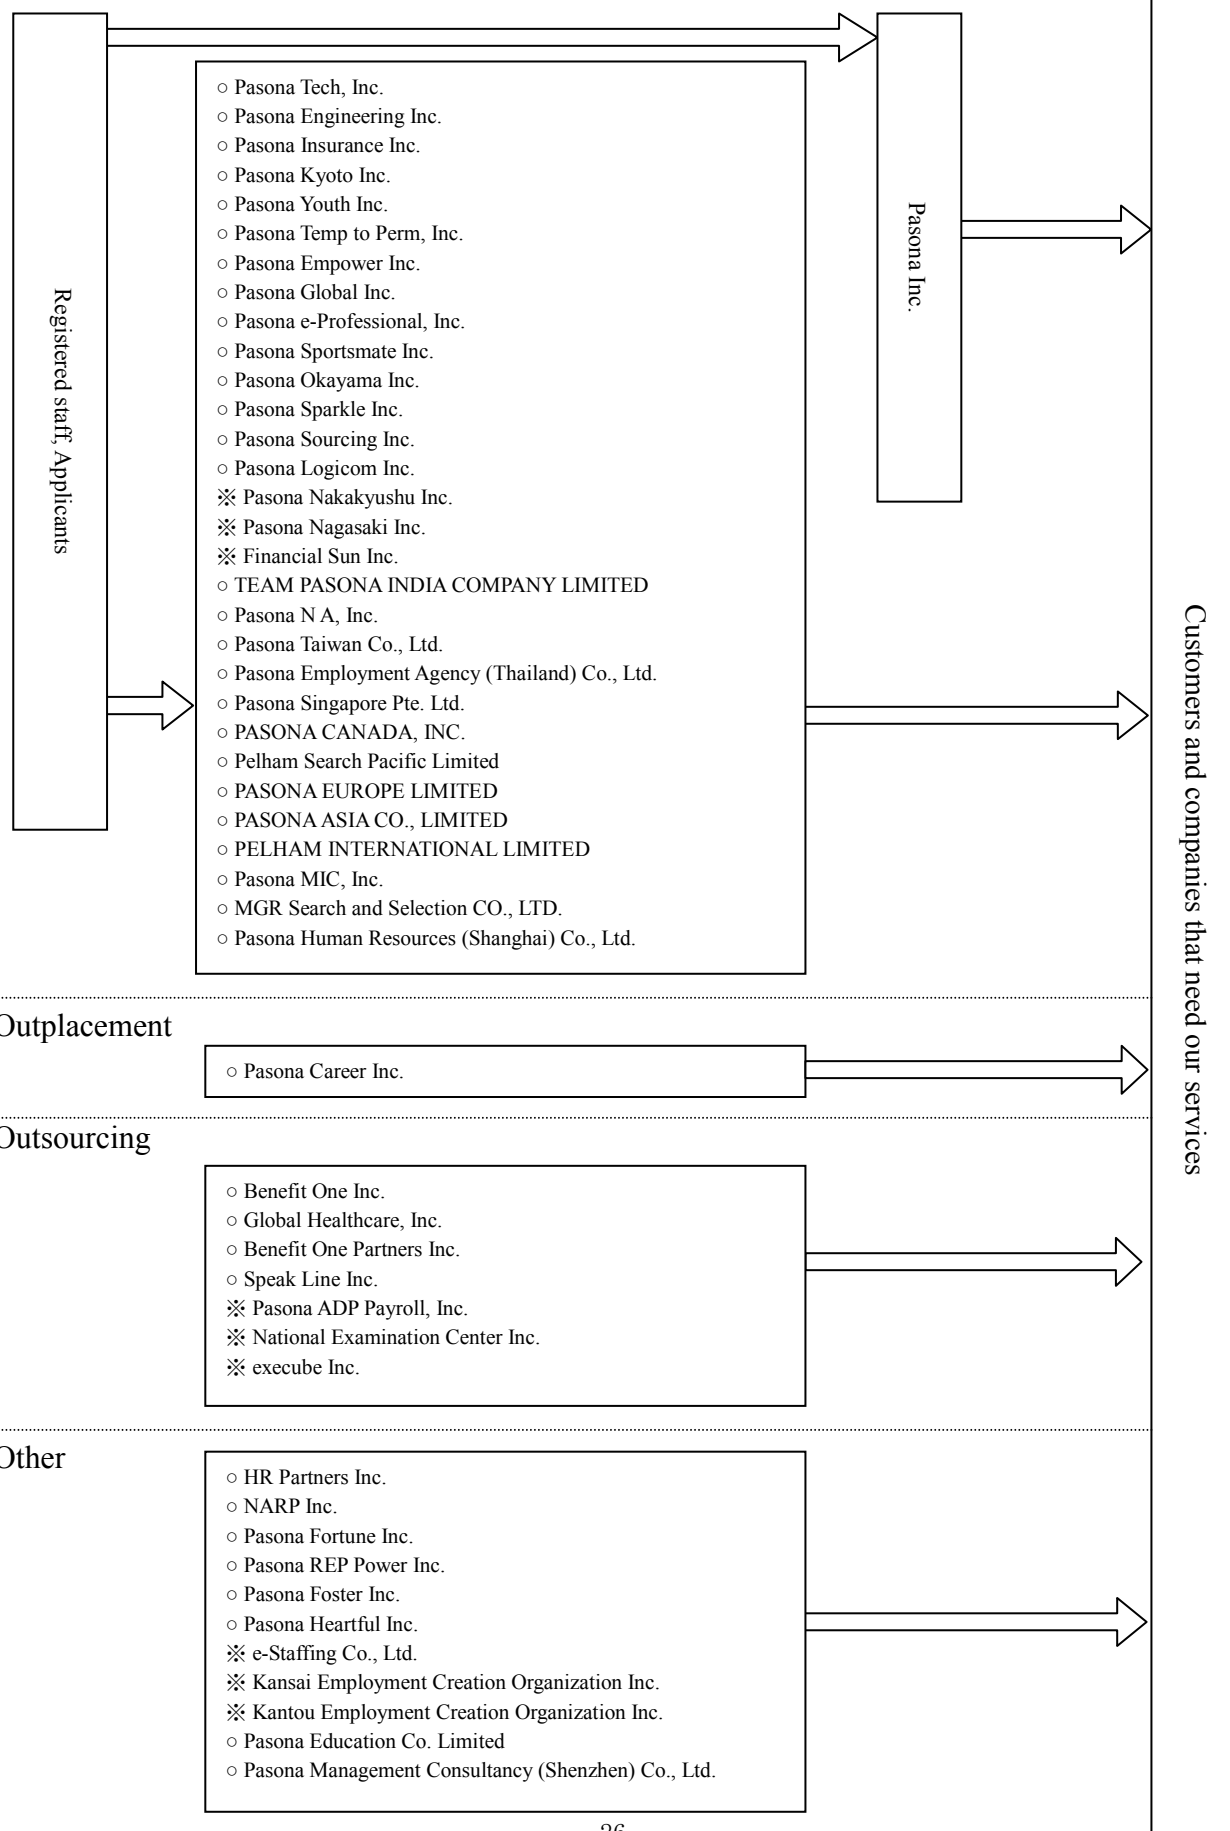 Registered staff, Applicants
○ Pasona Tech, Inc.
○ Pasona Engineering Inc.
○ Pasona Insurance Inc.
○ Pasona Kyoto Inc.
○ Pasona Youth Inc.
○ Pasona Temp to Perm, Inc.
○ Pasona Empower Inc.
○ Pasona Global Inc.
○ Pasona e-Professional, Inc.
○ Pasona Sportsmate Inc.
○ Pasona Okayama Inc.
○ Pasona Sparkle Inc.
○ Pasona Sourcing Inc.
○ Pasona Logicom Inc.
※ Pasona Nakakyushu Inc.
※ Pasona Nagasaki Inc.
※ Financial Sun Inc.
○ TEAM PASONA INDIA COMPANY LIMITED
○ Pasona N A, Inc.
○ Pasona Taiwan Co., Ltd.
○ Pasona Employment Agency (Thailand) Co., Ltd.
○ Pasona Singapore Pte. Ltd.
○ PASONA CANADA, INC.
○ Pelham Search Pacific Limited
○ PASONA EUROPE LIMITED
○ PASONA ASIA CO., LIMITED
○ PELHAM INTERNATIONAL LIMITED
○ Pasona MIC, Inc.
○ MGR Search and Selection CO., LTD.
○ Pasona Human Resources (Shanghai) Co., Ltd.
Pasona Inc.
Customers and companies that need our services
Outplacement
○ Pasona Career Inc.
Outsourcing
○ Benefit One Inc.
○ Global Healthcare, Inc.
○ Benefit One Partners Inc.
○ Speak Line Inc.
※ Pasona ADP Payroll, Inc.
※ National Examination Center Inc.
※ execube Inc.
Other
○ HR Partners Inc.
○ NARP Inc.
○ Pasona Fortune Inc.
○ Pasona REP Power Inc.
○ Pasona Foster Inc.
○ Pasona Heartful Inc.
※ e-Staffing Co., Ltd.
※ Kansai Employment Creation Organization Inc.
※ Kantou Employment Creation Organization Inc.
○ Pasona Education Co. Limited
○ Pasona Management Consultancy (Shenzhen) Co., Ltd.